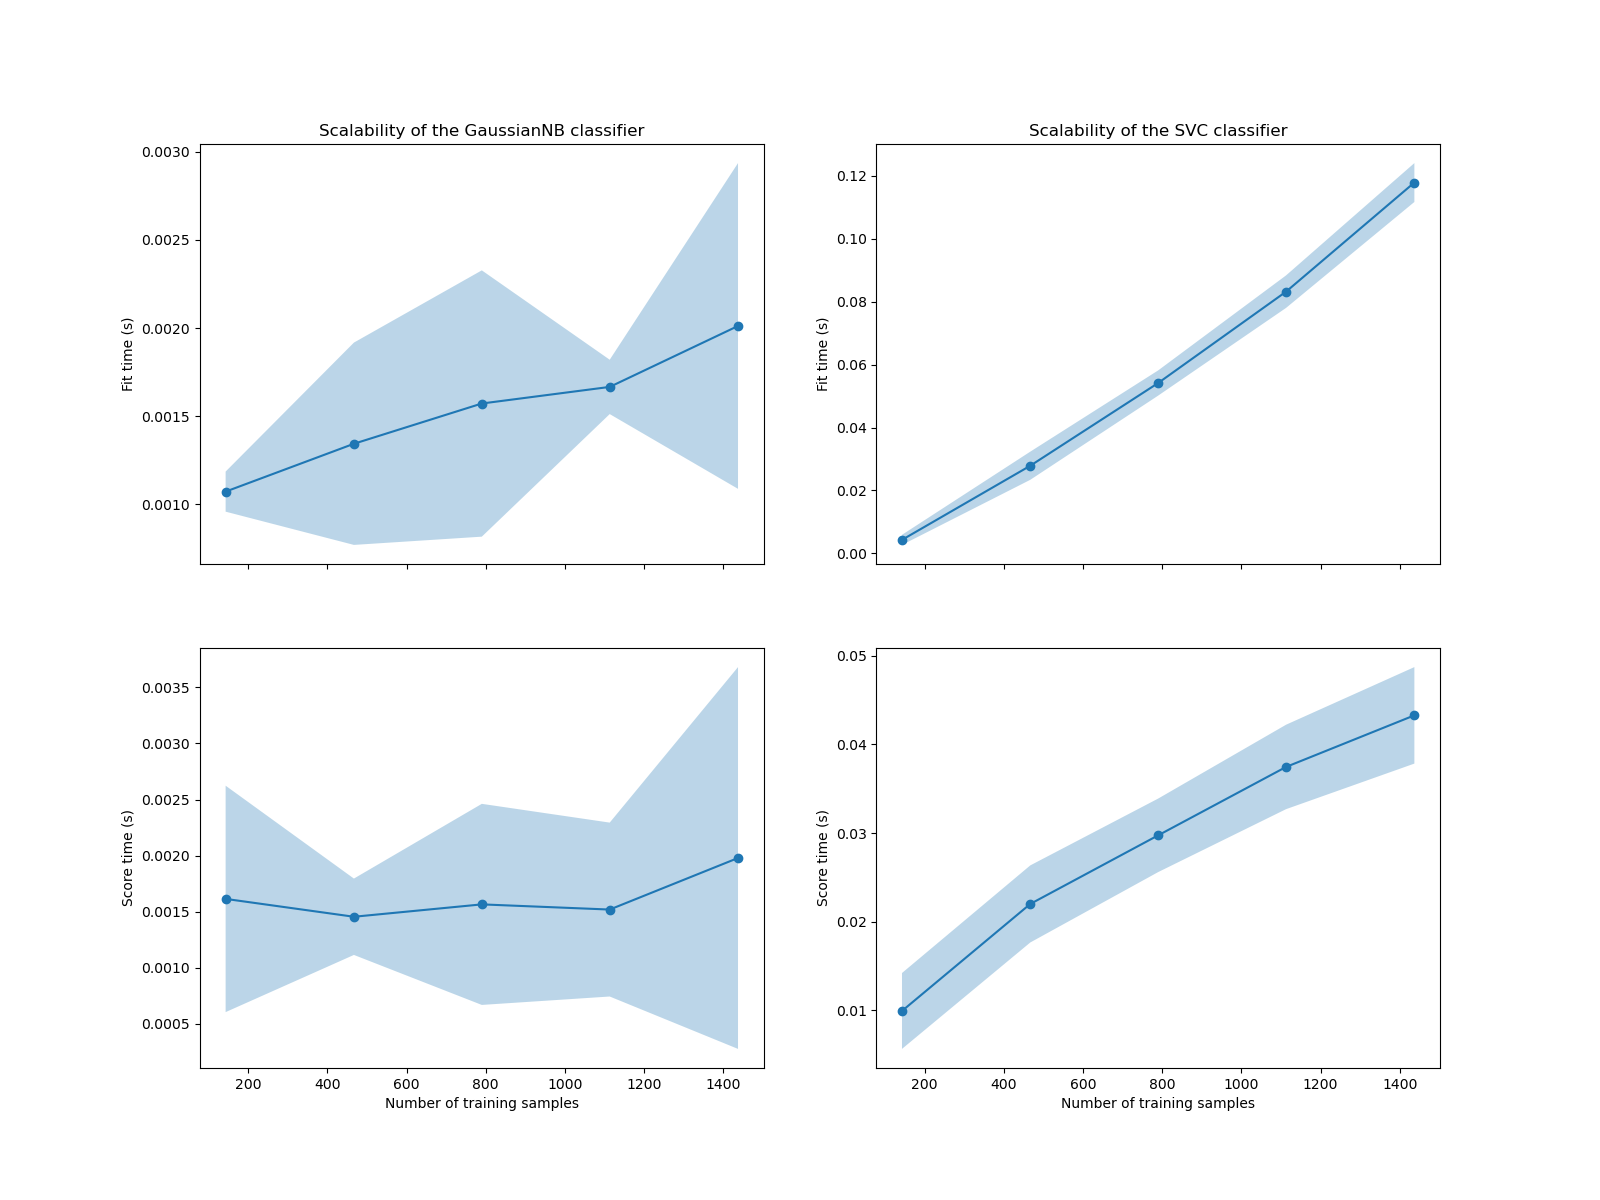 Scalability of the GaussianNB classifier
0.0030
0.0025
0.0020
0.0015
0.0010
Fit time (s)
Scalability of the SVC classifier
0.12
0.10
0.08
0.06
0.04
0.02
0.00
Fit time (s)
0.0035
0.0030
0.0025
0.0020
0.0015
0.0010
0.0005
Score time (s)
200 400 600 800 1000 1200 1400
Number of training samples
0.05
0.04
0.03
0.02
0.01
Score time (s)
200 400 600 800 1000 1200 1400
Number of training samples